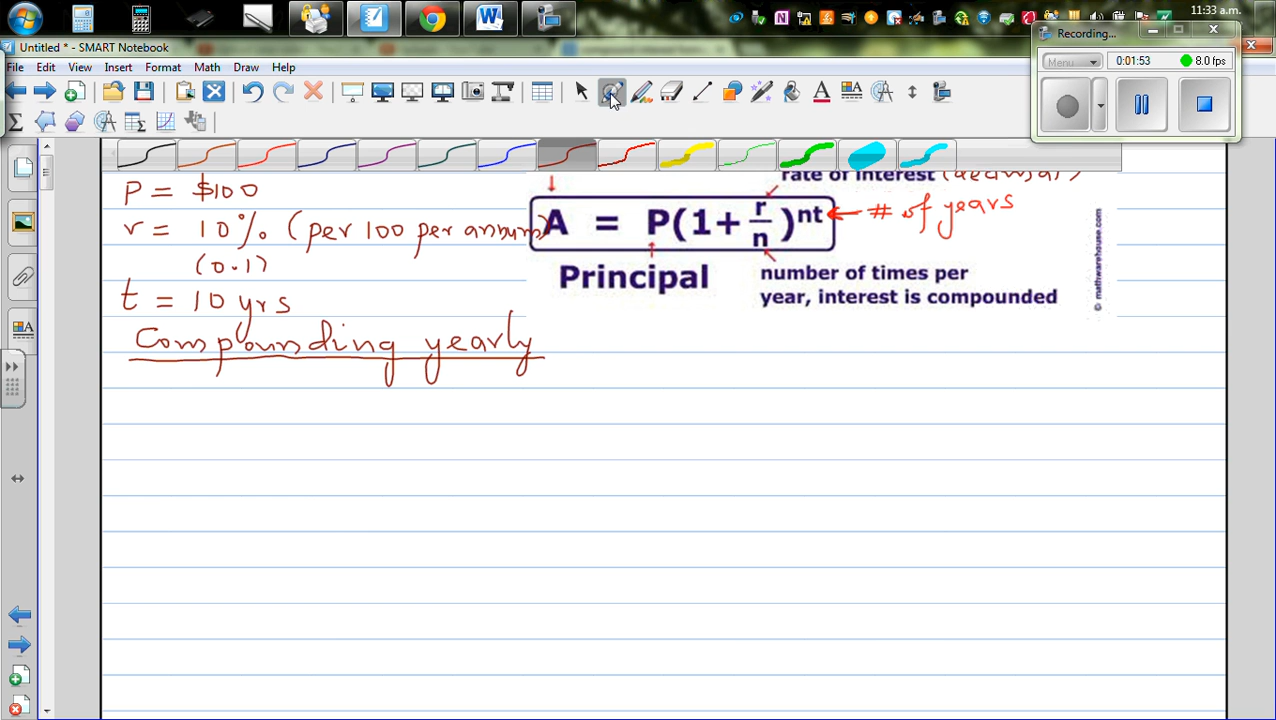 11:33 a.m.
Untitled * - SMART Notebook
Recording...
File Edit View Insert Format Math Draw Help
Menu
0:01:53
8.0 fps
rate of interest (decimal)
P = $100
A = P(1+ r/n )nt ← # of years
r = 10% (per 100 per annum)
(0.1)
Principal
number of times per
year, interest is compounded
© mathwarehouse.com
t = 10 yrs
Compounding yearly